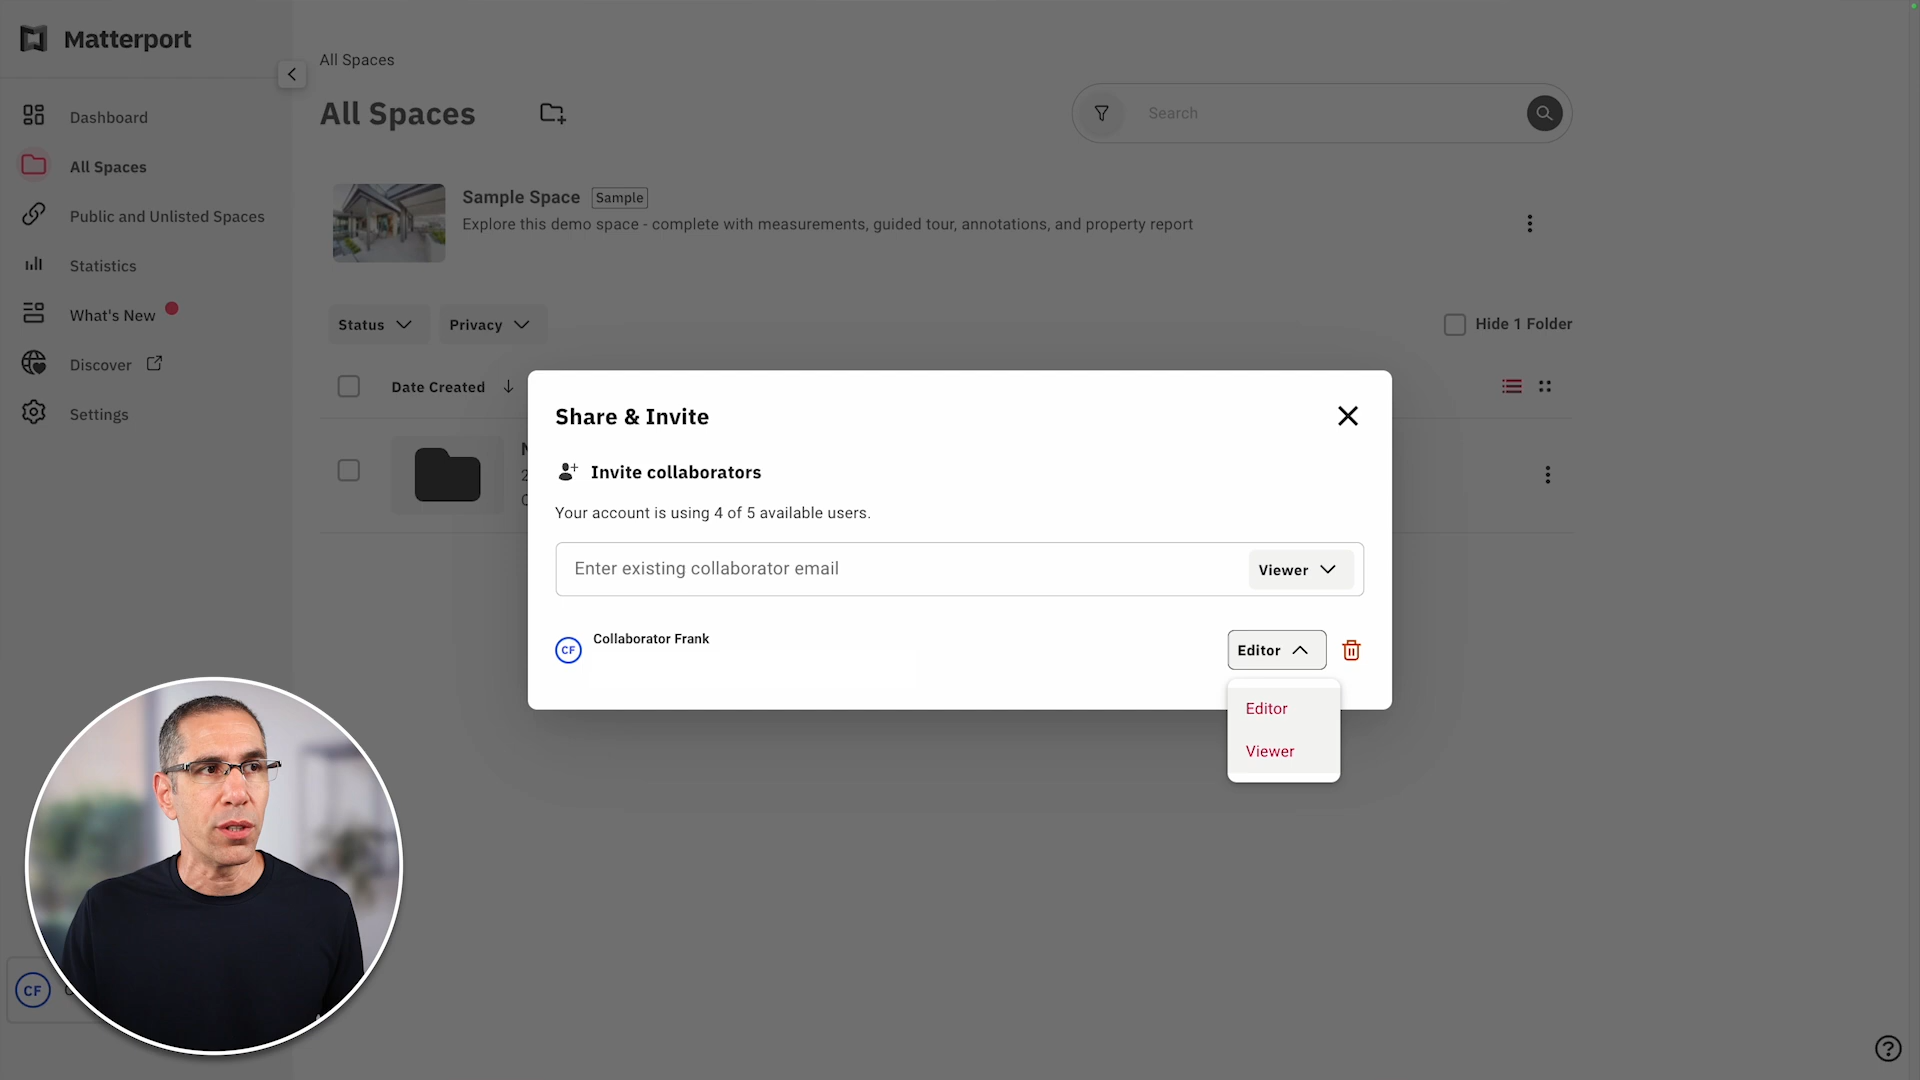 Matterport
Dashboard
All Spaces
Public and Unlisted Spaces
Statistics
What's New
Discover
Settings
CF
All Spaces
All Spaces
Search
Sample Space Sample
Explore this demo space - complete with measurements, guided tour, annotations, and property report
Status Privacy
Hide 1 Folder
Date Created
Share & Invite
Invite collaborators
Your account is using 4 of 5 available users.
Enter existing collaborator email
Viewer
CF Collaborator Frank
Editor
Editor
Viewer